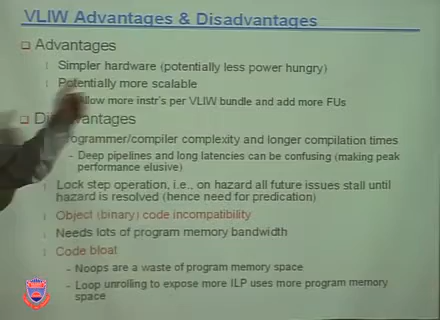 VLIW Advantages & Disadvantages
Advantages
Simpler hardware (potentially less power hungry)
Potentially more scalable
Allow more instr's per VLIW bundle and add more FUs
Disadvantages
Programmer/compiler complexity and longer compilation times
- Deep pipelines and long latencies can be confusing (making peak
performance elusive)
Lock step operation, i.e., on hazard all future issues stall until
hazard is resolved (hence need for predication)
Object (binary) code incompatibility
Needs lots of program memory bandwidth
Code bloat
- Noops are a waste of program memory space
- Loop unrolling to expose more ILP uses more program memory
space